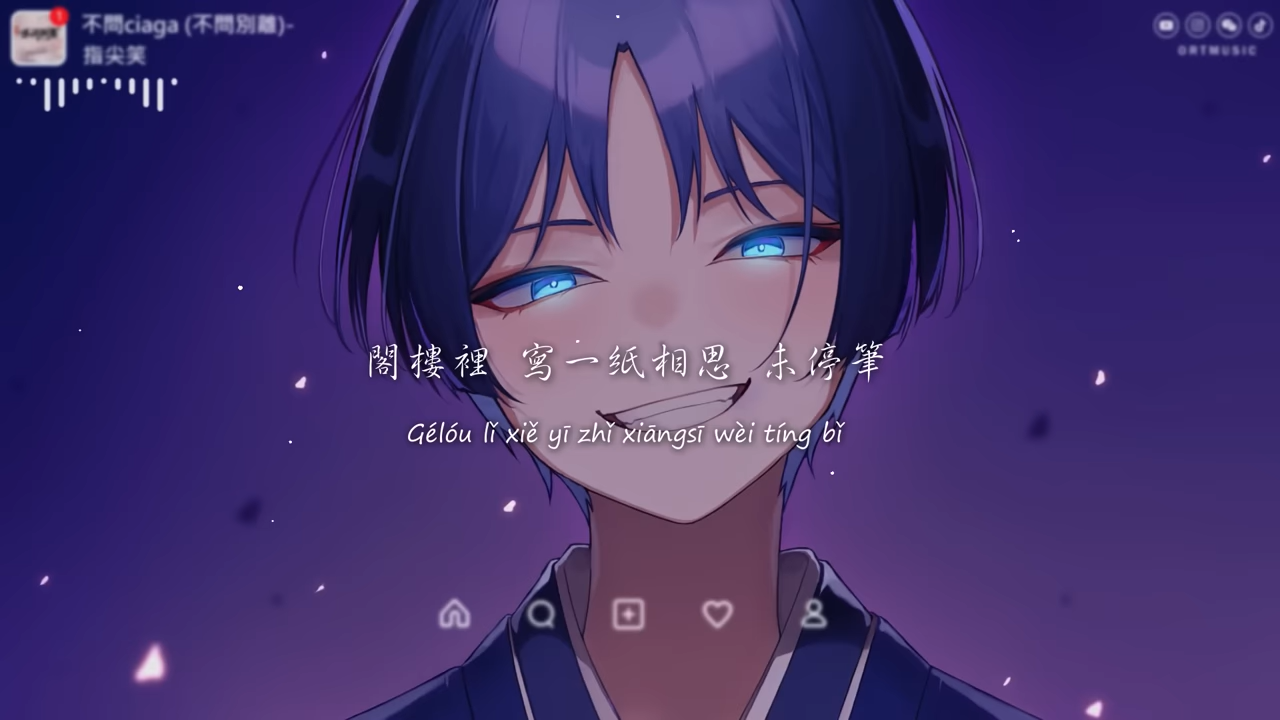 不問ciaga (不問別離)-
指尖笑
ORTMUSIC
閣樓裡 寫一纸相思 未停筆
Gélóu lǐ xiě yī zhǐ xiāngsī wèi tíng bǐ